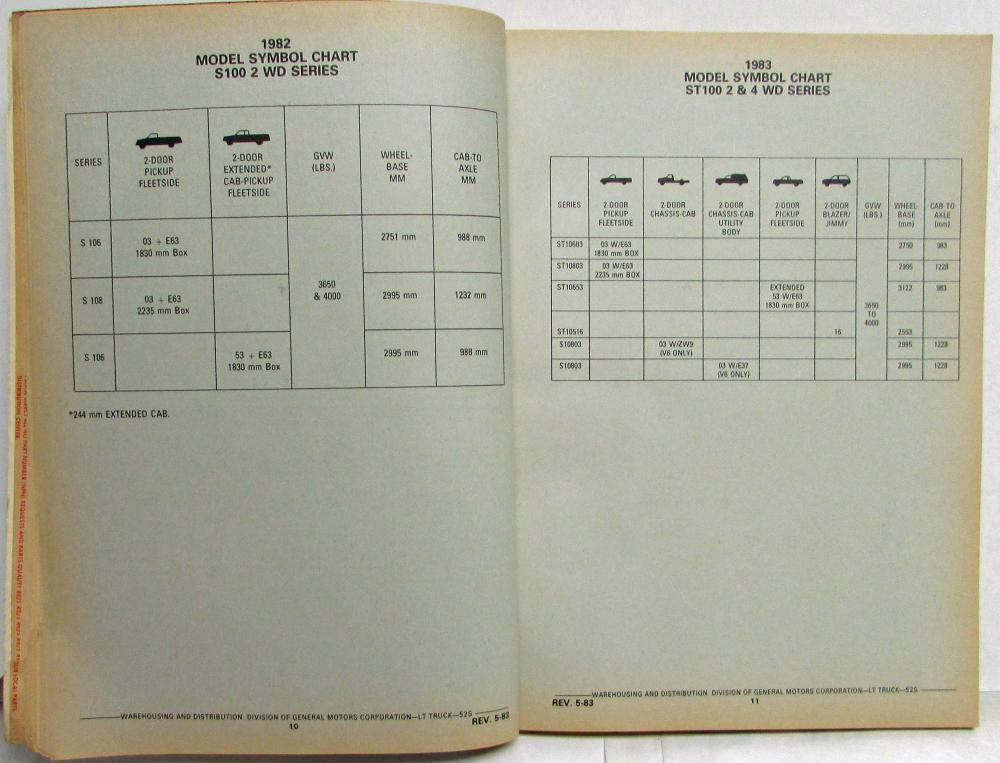 1982
MODEL SYMBOL CHART
S100 2 WD SERIES
SERIES
2-DOOR
PICKUP
FLEETSIDE
2-DOOR
EXTENDED*
CAB-PICKUP
FLEETSIDE
GVW
(LBS.)
WHEEL-
BASE
MM
CAB-TO
AXLE
MM
S 106
03 + E63
1830 mm Box
2751 mm
988 mm
3650
& 4000
S 108
03 + E63
2235 mm Box
2995 mm
1232 mm
S 106
53 + E63
1830 mm Box
2995 mm
988 mm
*244 mm EXTENDED CAB.
WAREHOUSING AND DISTRIBUTION DIVISION OF GENERAL MOTORS CORPORATION—LT TRUCK—52S
10
REV. 5-83
1983
MODEL SYMBOL CHART
ST100 2 & 4 WD SERIES
SERIES
2-DOOR
PICKUP
FLEETSIDE
2-DOOR
CHASSIS-CAB
2-DOOR
CHASSIS-CAB
UTILITY
BODY
2-DOOR
PICKUP
FLEETSIDE
2-DOOR
BLAZER/
JIMMY
GVW
(LBS.)
WHEEL-
BASE
(mm)
CAB TO
AXLE
(mm)
ST10603
03 W/E63
1830 mm BOX
2750
983
ST10803
03 W/E63
2235 mm BOX
2995
1228
ST10653
EXTENDED
53 W/E63
1830 mm BOX
3122
983
3650
TO
4000
ST10516
16
2553
S10803
03 W/ZW9
(V6 ONLY)
2995
1228
S10803
03 W/E37
(V6 ONLY)
2995
1228
WAREHOUSING AND DISTRIBUTION DIVISION OF GENERAL MOTORS CORPORATION—LT TRUCK—52S
REV. 5-83
11